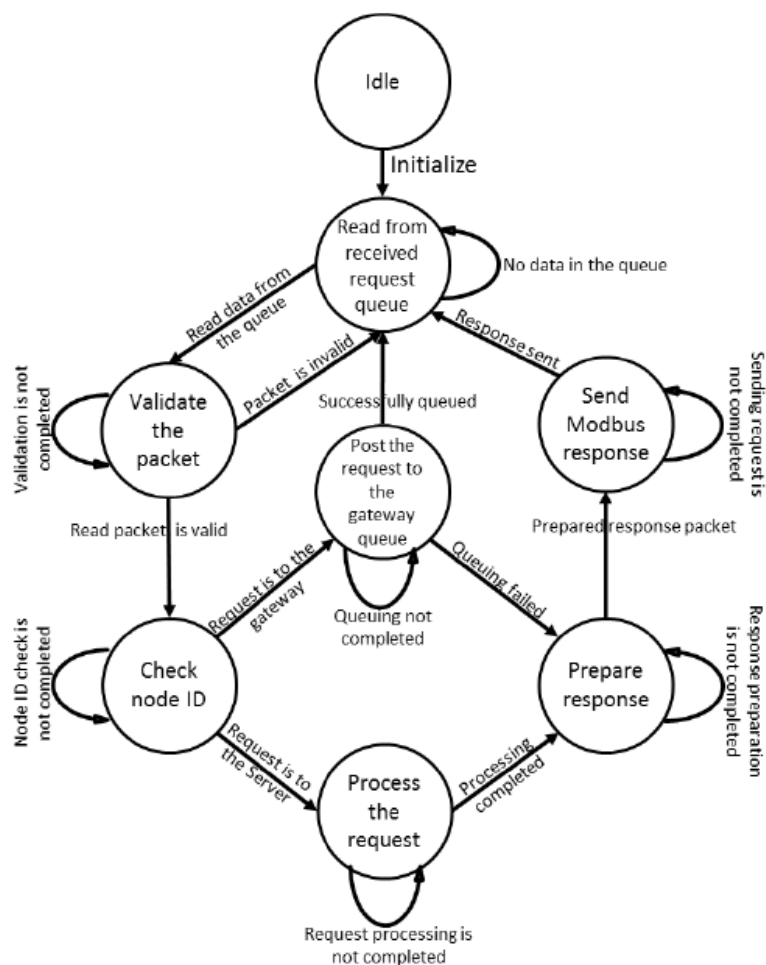 Idle
Initialize
Read from
received
request
queue
No data in the queue
Read data from
the queue
Packet is invalid
Response sent
Successfully queued
Validation is not
completed
Validate
the
packet
Post the
request to
the
gateway
queue
Send
Modbus
response
Sending request is
not completed
Read packet is valid
Prepared response packet
Request is to the
gateway
Queuing not
completed
Queuing failed
Node ID check is
not completed
Check
node ID
Prepare
response
Response preparation
is not completed
Request is to
the Server
Process
the
request
Processing
completed
Request processing is
not completed